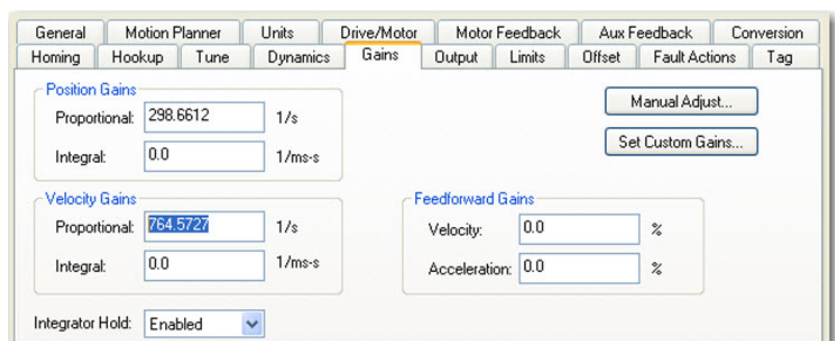 General Motion Planner Units Drive/Motor Motor Feedback Aux Feedback Conversion
Homing Hookup Tune Dynamics Gains Output Limits Offset Fault Actions Tag
Position Gains
Proportional: 298.6612 1/s
Integral: 0.0 1/ms-s
Manual Adjust...
Set Custom Gains...
Velocity Gains
Proportional: 764.5727 1/s
Integral: 0.0 1/ms-s
Feedforward Gains
Velocity: 0.0 %
Acceleration: 0.0 %
Integrator Hold: Enabled